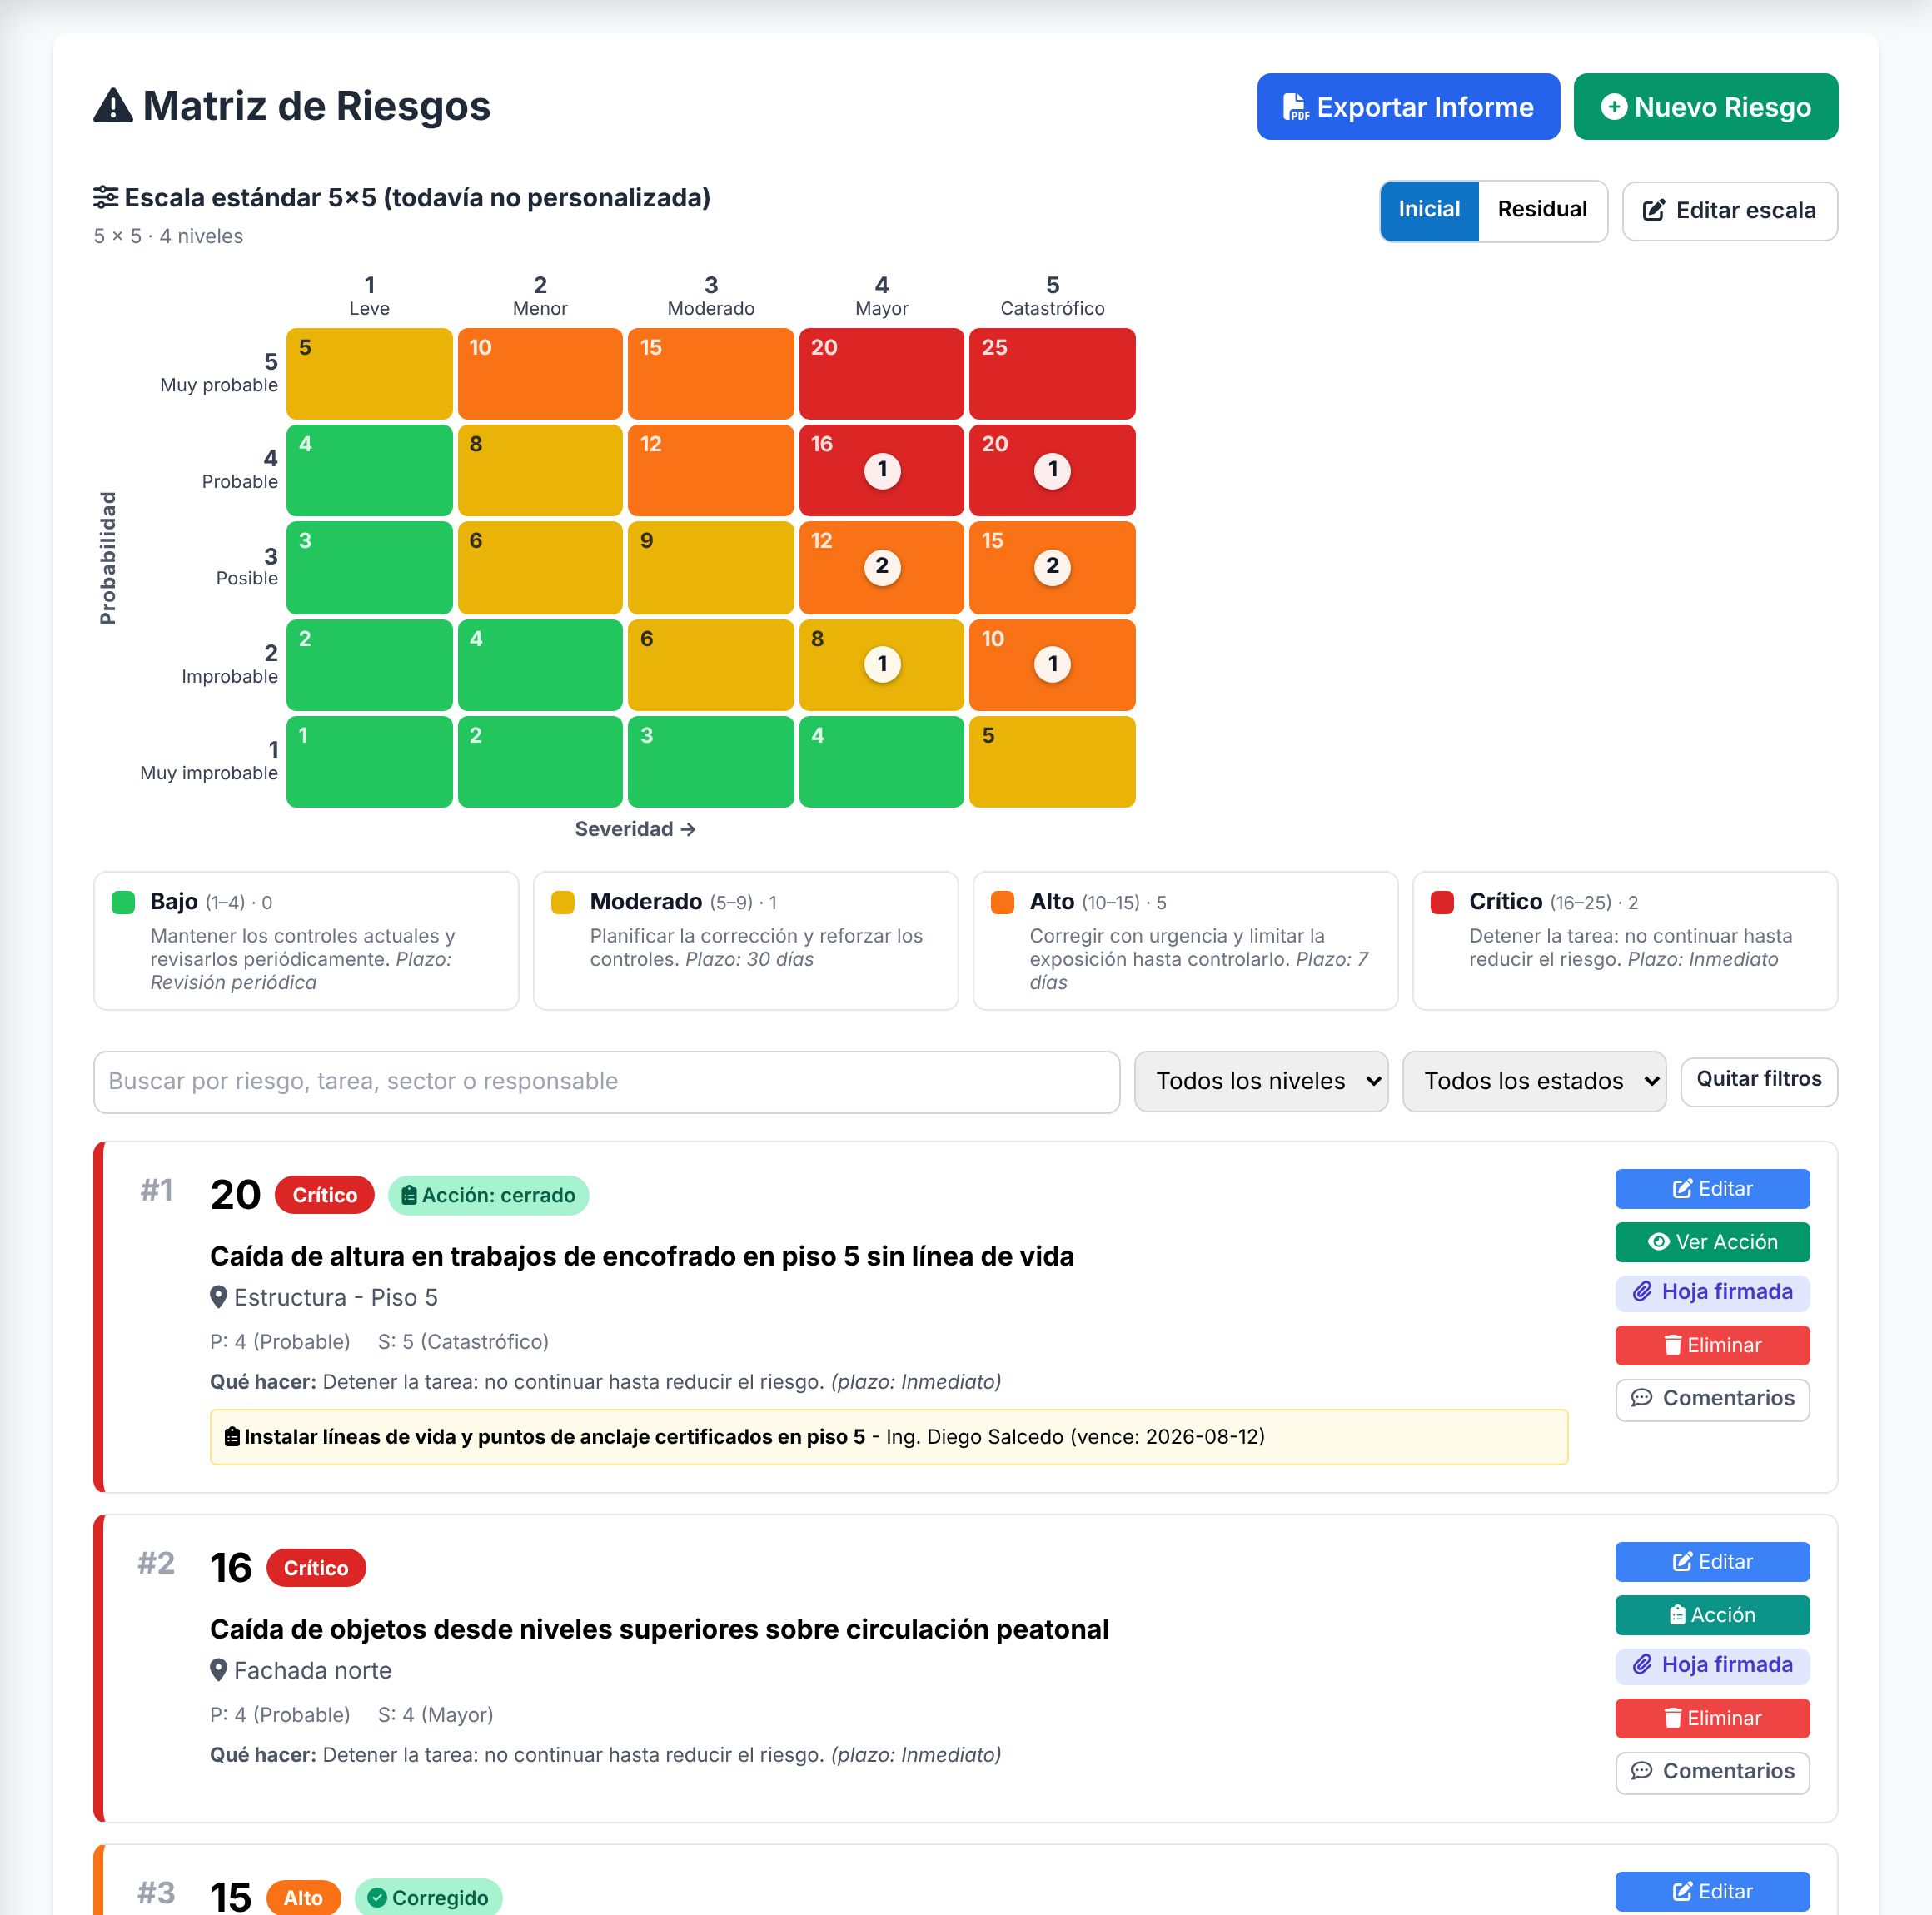 Matriz de Riesgos
PDF Exportar Informe
Nuevo Riesgo
Escala estándar 5×5 (todavía no personalizada)
5 × 5 · 4 niveles
Inicial
Residual
Editar escala
1
Leve
2
Menor
3
Moderado
4
Mayor
5
Catastrófico
Probabilidad
5
Muy probable
5
10
15
20
25
4
Probable
4
8
12
16
1
20
1
3
Posible
3
6
9
12
2
15
2
2
Improbable
2
4
6
8
1
10
1
1
Muy improbable
1
2
3
4
5
Severidad →
Bajo (1–4) · 0
Mantener los controles actuales y
revisarlos periódicamente. Plazo:
Revisión periódica
Moderado (5–9) · 1
Planificar la corrección y reforzar los
controles. Plazo: 30 días
Alto (10–15) · 5
Corregir con urgencia y limitar la
exposición hasta controlarlo. Plazo: 7
días
Crítico (16–25) · 2
Detener la tarea: no continuar hasta
reducir el riesgo. Plazo: Inmediato
Buscar por riesgo, tarea, sector o responsable
Todos los niveles
Todos los estados
Quitar filtros
#1
20 Crítico Acción: cerrado
Caída de altura en trabajos de encofrado en piso 5 sin línea de vida
Estructura - Piso 5
P: 4 (Probable) S: 5 (Catastrófico)
Qué hacer: Detener la tarea: no continuar hasta reducir el riesgo. (plazo: Inmediato)
Instalar líneas de vida y puntos de anclaje certificados en piso 5 - Ing. Diego Salcedo (vence: 2026-08-12)
Editar
Ver Acción
Hoja firmada
Eliminar
Comentarios
#2
16 Crítico
Caída de objetos desde niveles superiores sobre circulación peatonal
Fachada norte
P: 4 (Probable) S: 4 (Mayor)
Qué hacer: Detener la tarea: no continuar hasta reducir el riesgo. (plazo: Inmediato)
Editar
Acción
Hoja firmada
Eliminar
Comentarios
#3
15 Alto Corregido
Editar